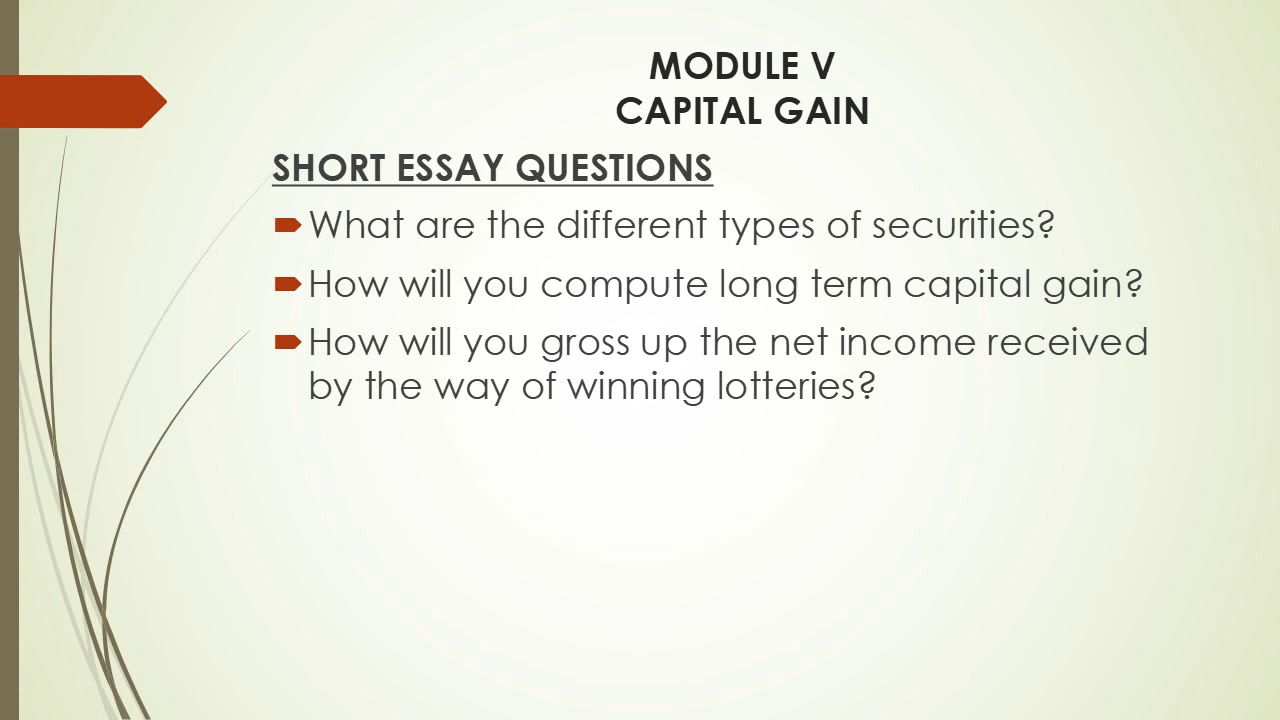 MODULE V
CAPITAL GAIN
SHORT ESSAY QUESTIONS
What are the different types of securities?
How will you compute long term capital gain?
How will you gross up the net income received
by the way of winning lotteries?